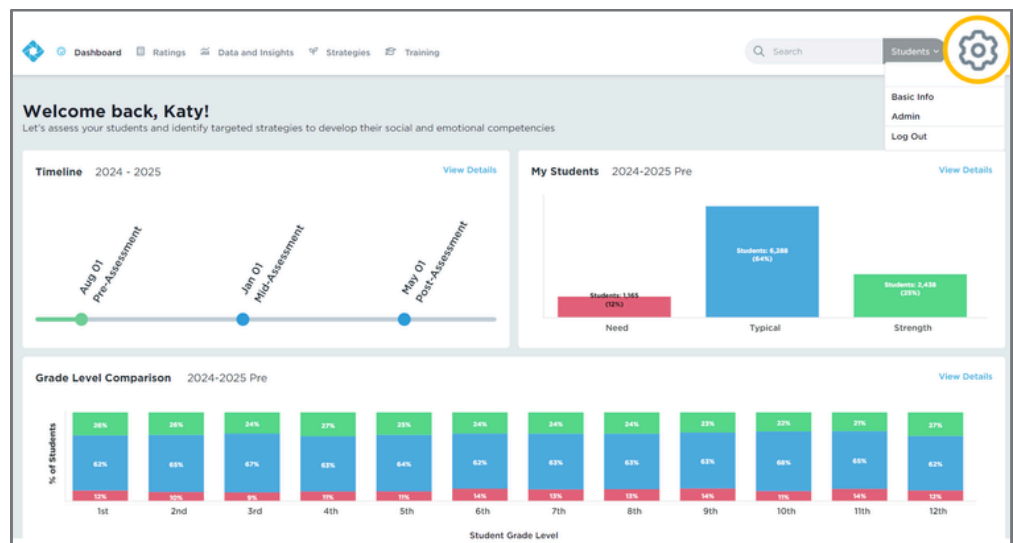 Dashboard Ratings Data and Insights Strategies Training Search Students
Basic Info
Admin
Log Out
Welcome back, Katy!
Let's assess your students and identify targeted strategies to develop their social and emotional competencies
Timeline 2024 - 2025 View Details
Aug 01
Pre-Assessment
Jan 01
Mid-Assessment
May 01
Post-Assessment
My Students 2024-2025 Pre View Details
Students: 1,165
(12%)
Students: 6,288
(64%)
Students: 2,438
(25%)
Need Typical Strength
Grade Level Comparison 2024-2025 Pre View Details
% of Students
26% 26% 24% 27% 25% 24% 24% 24% 23% 22% 21% 27%
62% 65% 67% 63% 64% 62% 63% 63% 63% 68% 65% 62%
12% 10% 9% 11% 11% 14% 13% 13% 14% 11% 14% 12%
1st 2nd 3rd 4th 5th 6th 7th 8th 9th 10th 11th 12th
Student Grade Level